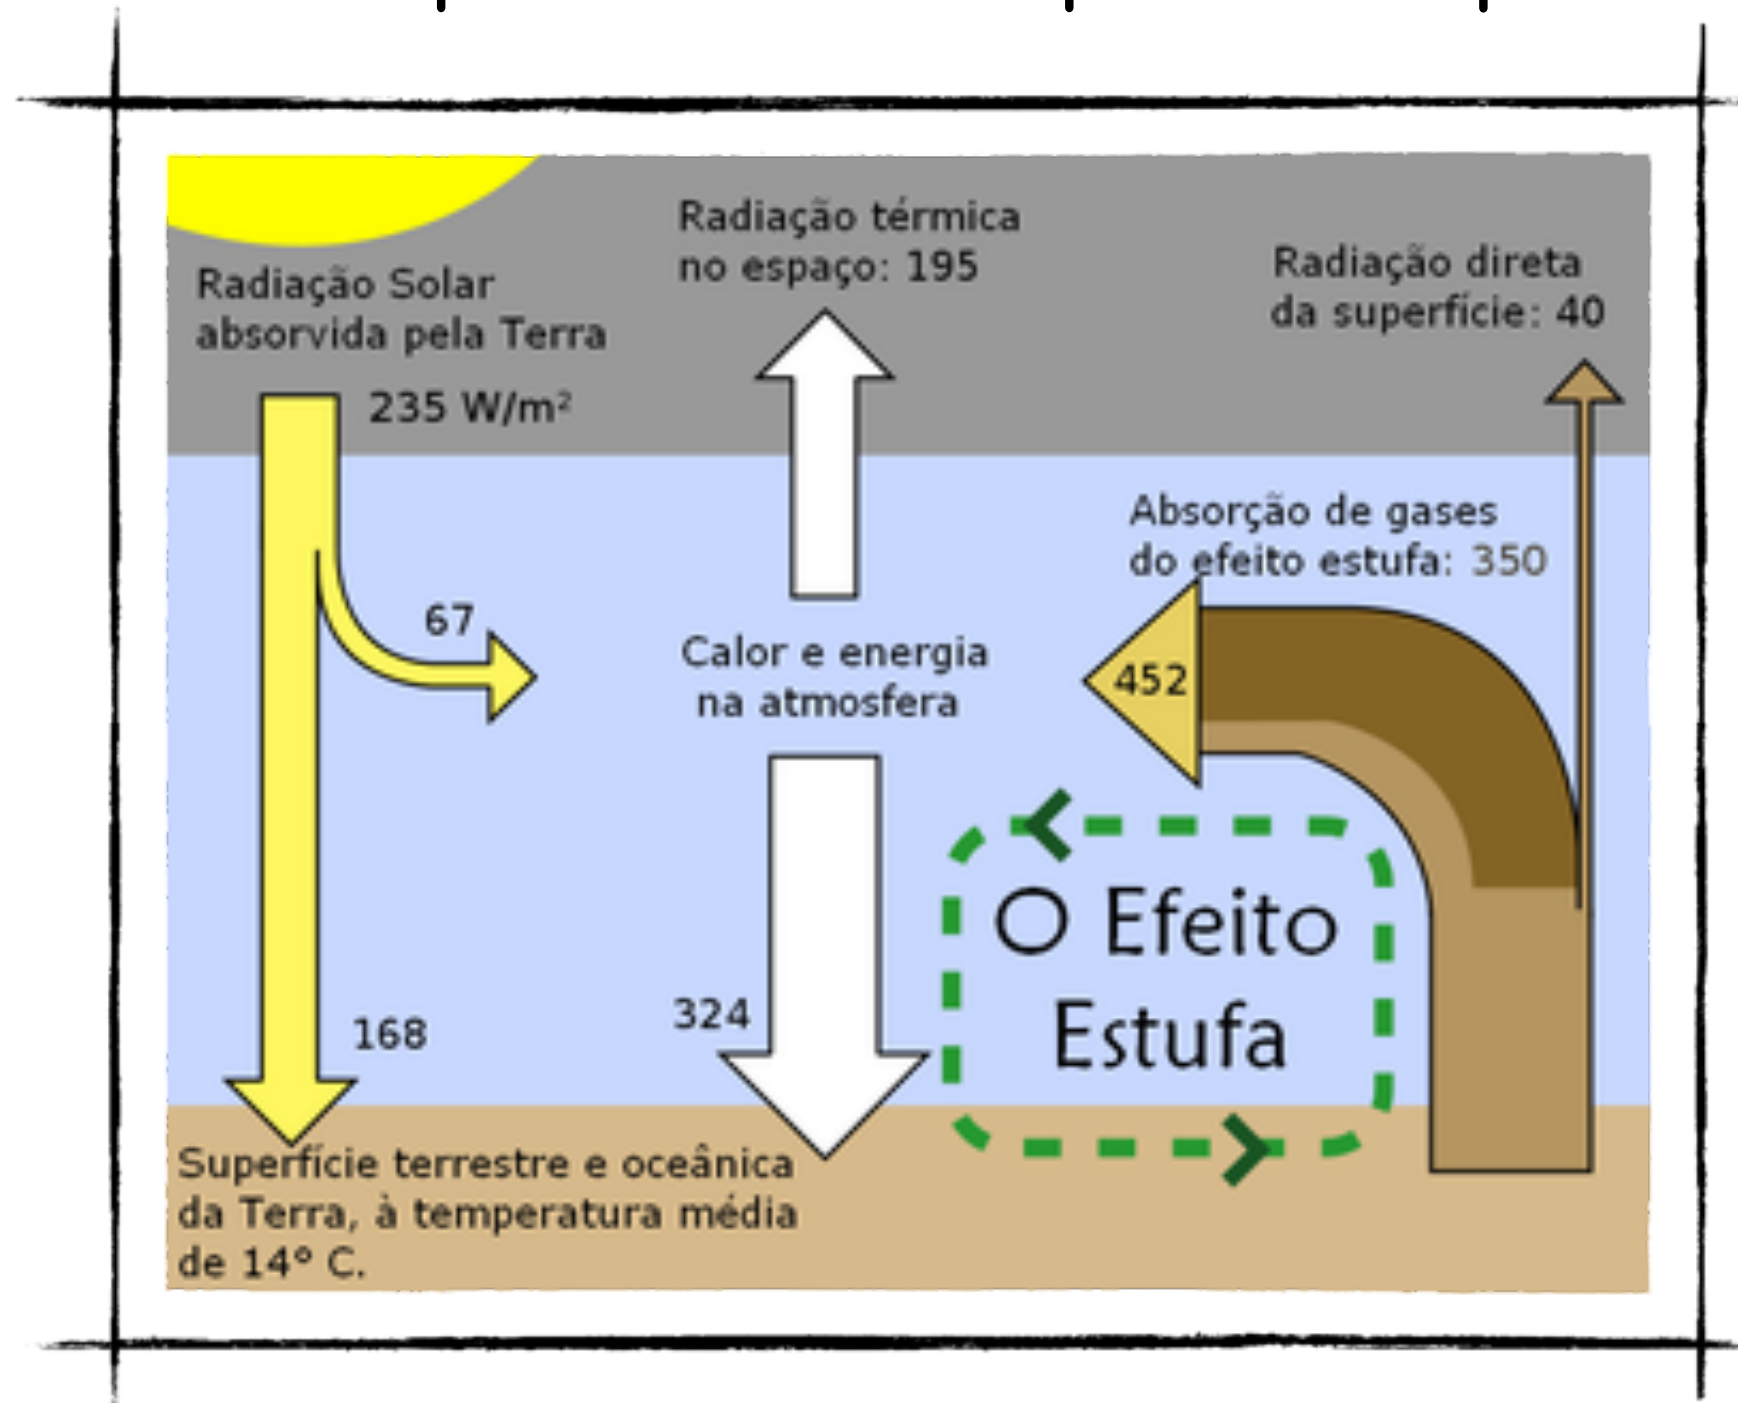 Radiação Solar
absorvida pela Terra
235 W/m²
67
168
Radiação térmica
no espaço: 195
Calor e energia
na atmosfera
324
Radiação direta
da superfície: 40
Absorção de gases
do efeito estufa: 350
452
O Efeito
Estufa
Superfície terrestre e oceânica
da Terra, à temperatura média
de 14° C.